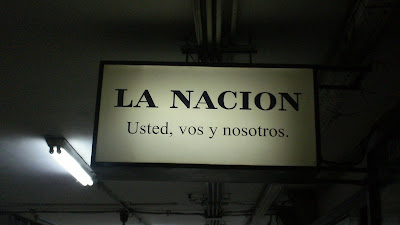 LA NACION
Usted, vos y nosotros.